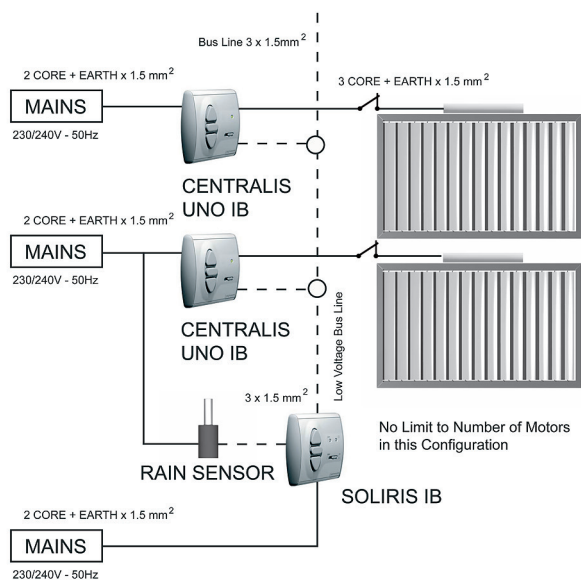 Bus Line 3 x 1.5mm²
2 CORE + EARTH x 1.5 mm²
3 CORE + EARTH x 1.5 mm²
MAINS
230/240V - 50Hz
CENTRALIS
UNO IB
2 CORE + EARTH x 1.5 mm²
MAINS
230/240V - 50Hz
CENTRALIS
UNO IB
Low Voltage Bus Line
3 x 1.5 mm²
No Limit to Number of Motors
in this Configuration
RAIN SENSOR
SOLIRIS IB
2 CORE + EARTH x 1.5 mm²
MAINS
230/240V - 50Hz